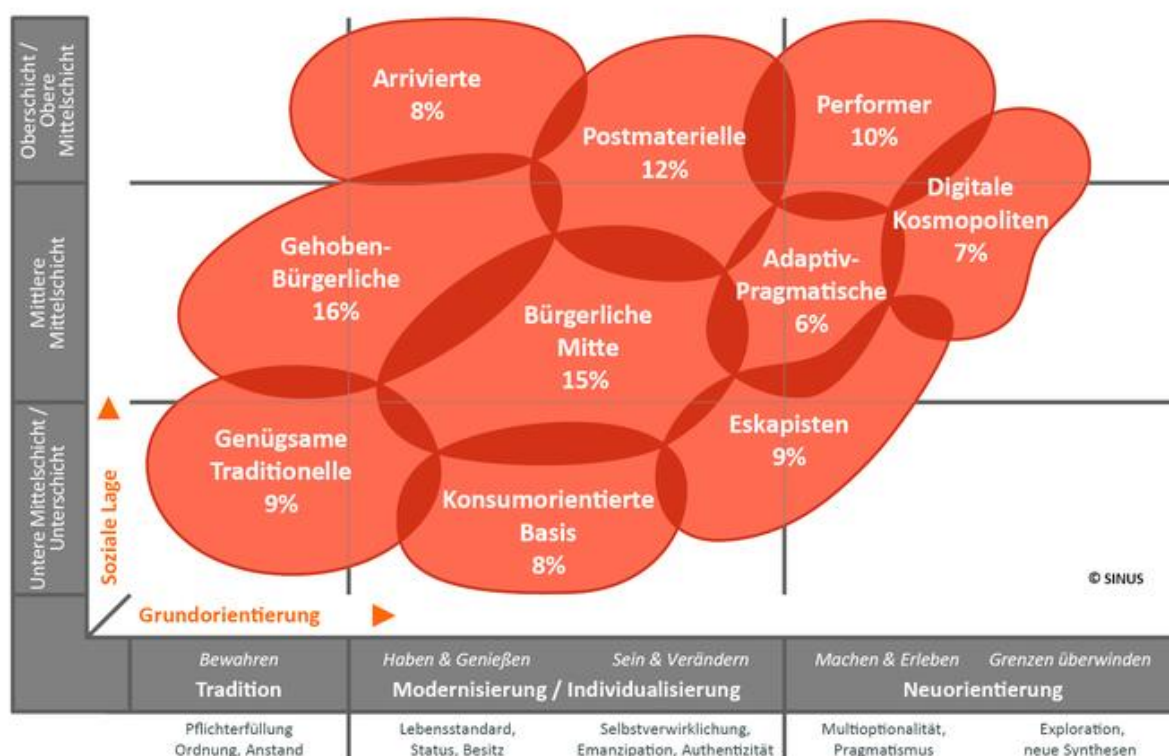 Oberschicht /
Obere
Mittelschicht
Mittlere
Mittelschicht
Untere Mittelschicht /
Unterschicht
Soziale Lage
Arrivierte
8%
Postmaterielle
12%
Performer
10%
Digitale
Kosmopoliten
7%
Gehoben-
Bürgerliche
16%
Adaptiv-
Pragmatische
6%
Bürgerliche
Mitte
15%
Genügsame
Traditionelle
9%
Konsumorientierte
Basis
8%
Eskapisten
9%
© SINUS
Grundorientierung
Bewahren
Tradition
Haben & Genießen
Sein & Verändern
Modernisierung / Individualisierung
Machen & Erleben
Grenzen überwinden
Neuorientierung
Pflichterfüllung
Ordnung, Anstand
Lebensstandard,
Status, Besitz
Selbstverwirklichung,
Emanzipation, Authentizität
Multioptionalität,
Pragmatismus
Exploration,
neue Synthesen